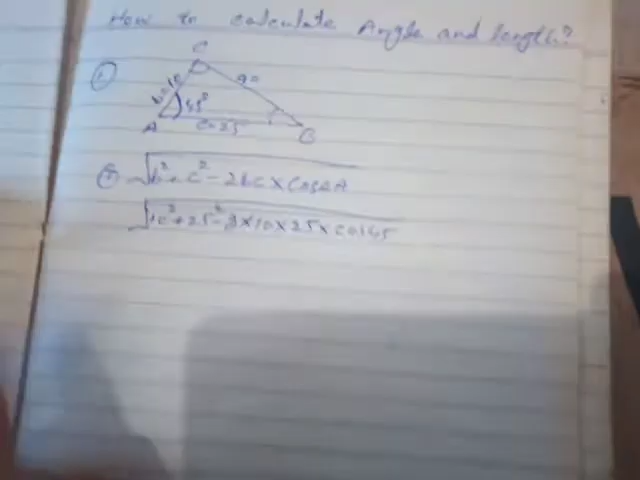 How to calculate Angle and length?
1
C
b=10
a=
45°
A
c=25
B
√b²+c²-2bc×cosA
√10²+25²-2×10×25×cos45